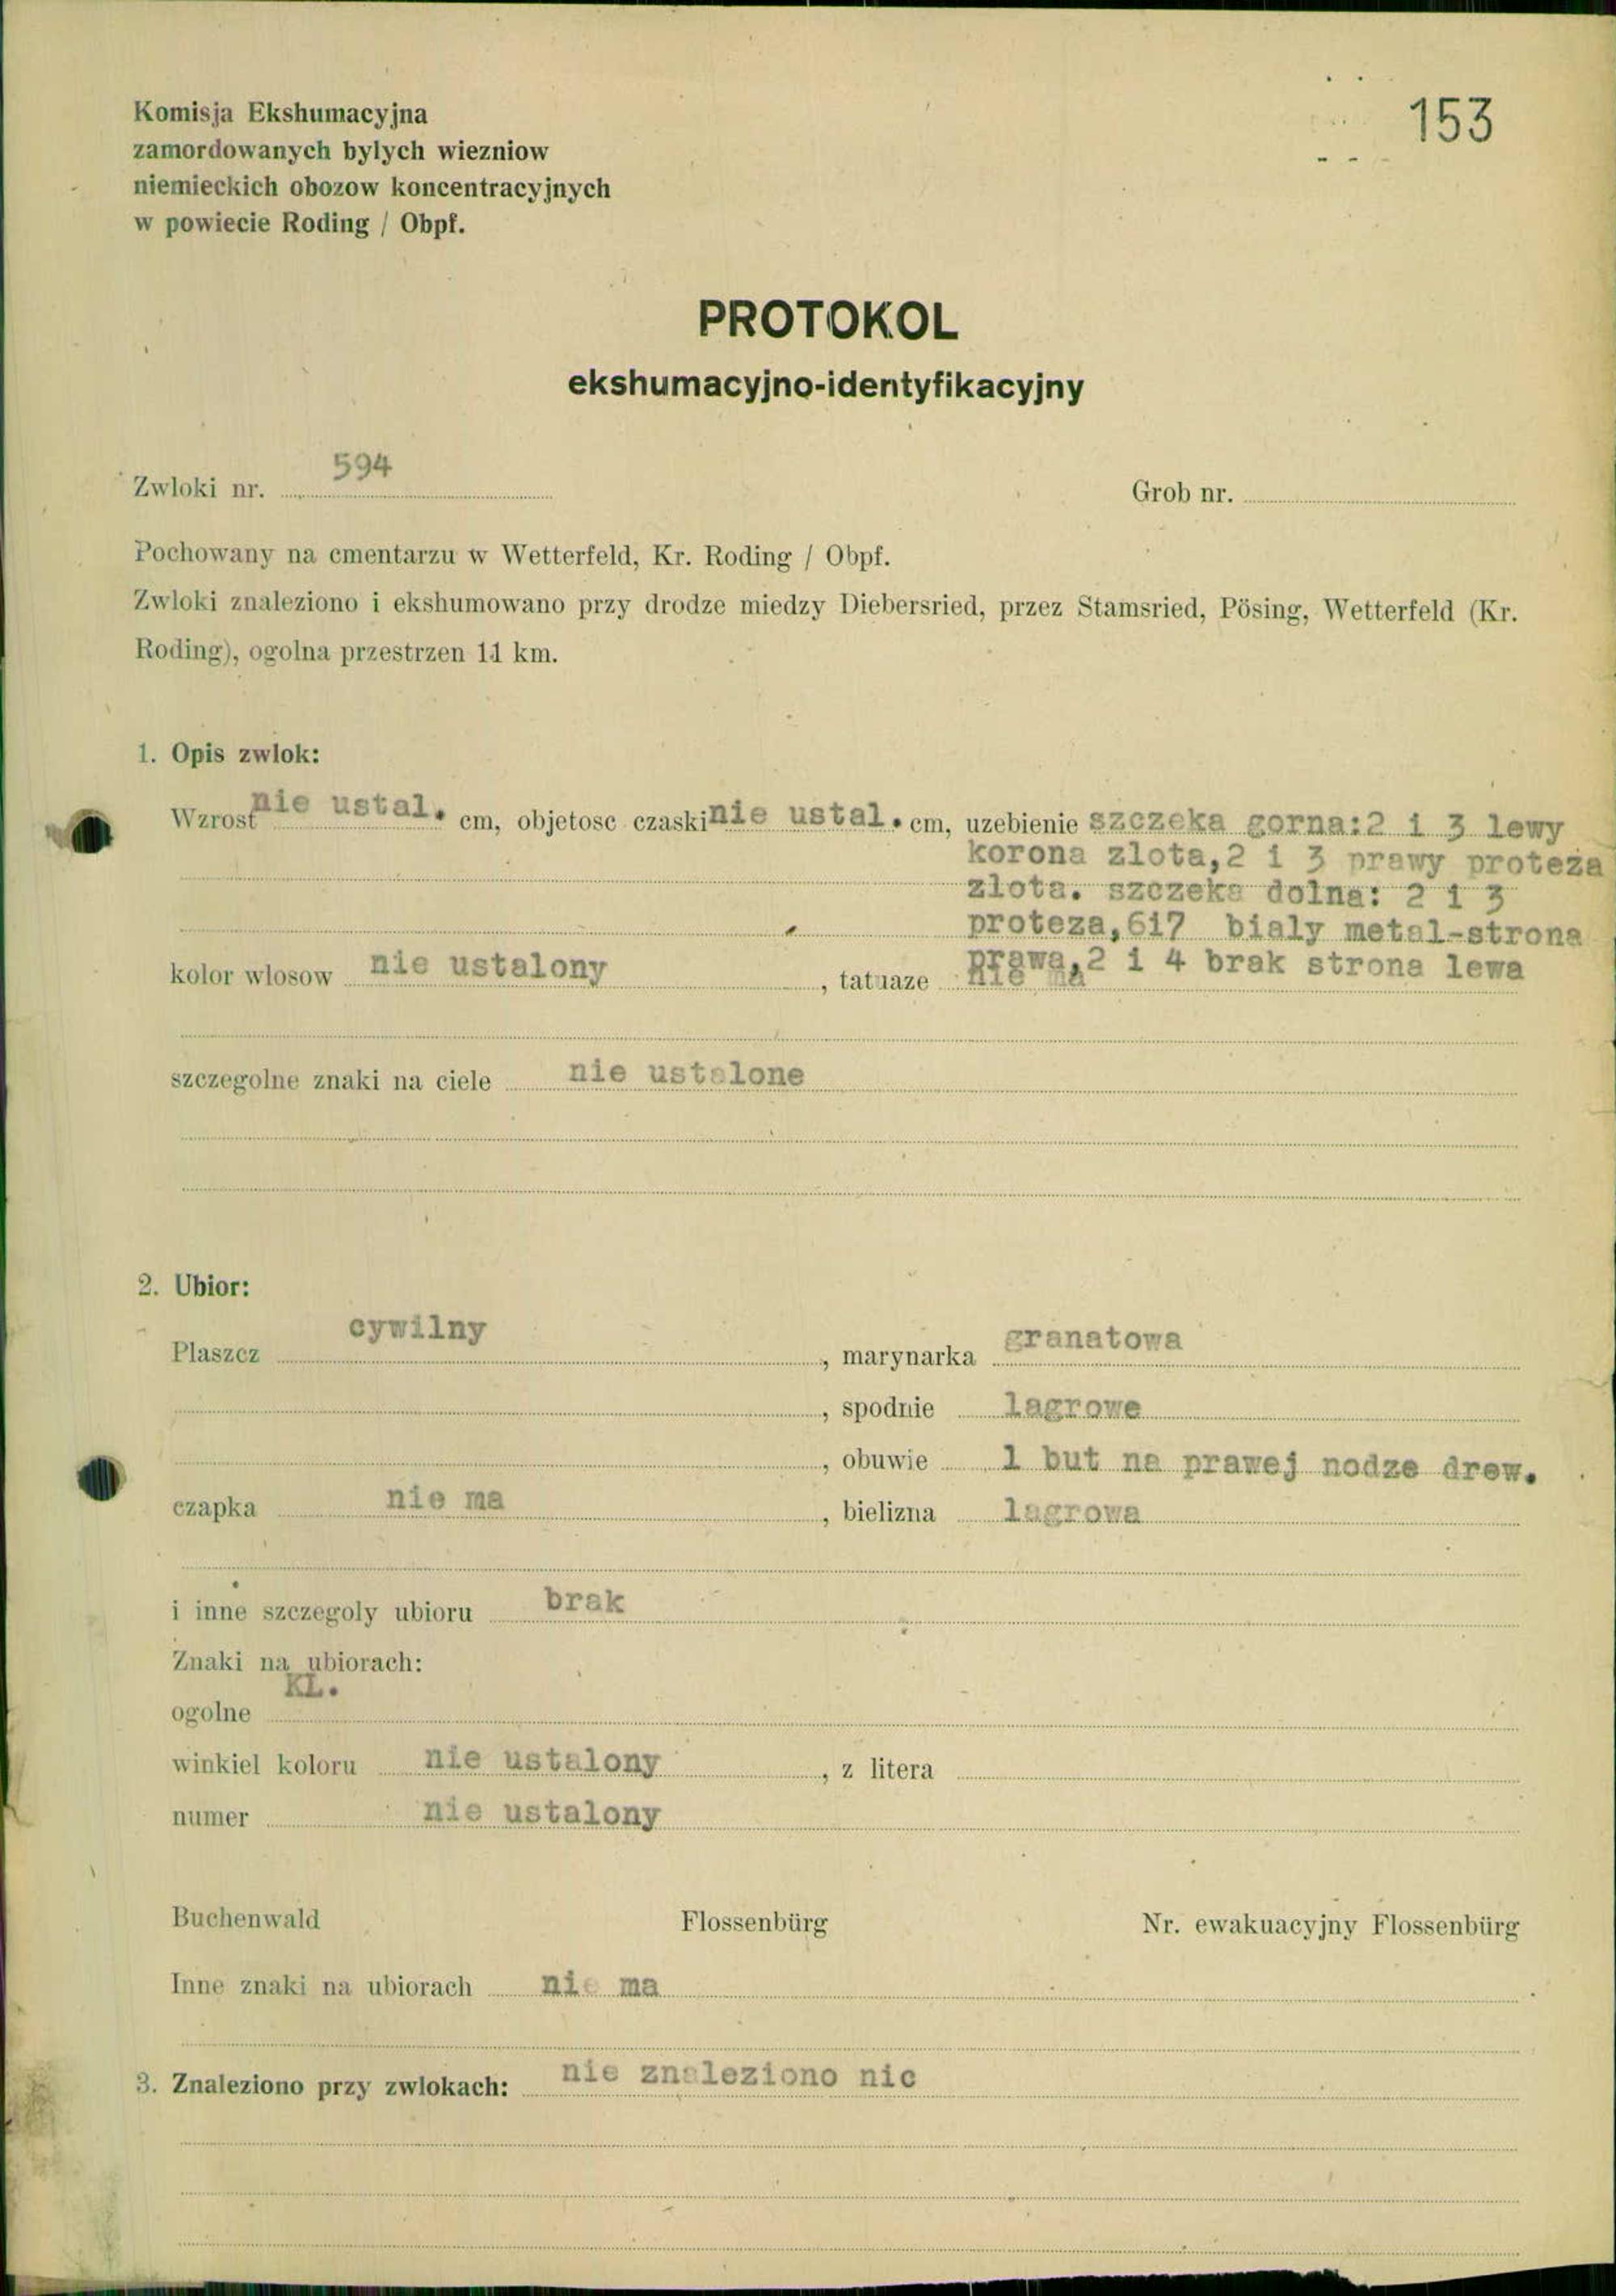 153
Komisja Ekshumacyjna
zamordowanych bylych wiezniow
niemieckich obozow koncentracyjnych
w powiecie Roding / Obpf.
PROTOKOL
ekshumacyjno-identyfikacyjny
Zwloki nr. 594 Grob nr.
Pochowany na cmentarzu w Wetterfeld, Kr. Roding / Obpf.
Zwloki znaleziono i ekshumowano przy drodze miedzy Diebersried, przez Stamsried, Pösing, Wetterfeld (Kr.
Roding), ogolna przestrzen 11 km.
1. Opis zwlok:
Wzrost nie ustal. cm, objetosc czaski nie ustal. cm, uzebienie szczeka gorna:2 i 3 lewy
korona zlota,2 i 3 prawy proteza
zlota. szczeka dolna: 2 i 3
proteza,617 bialy metal-strona
prawa,2 i 4 brak strona lewa
kolor wlosow nie ustalony, tatuaze nie ma
szczegolne znaki na ciele nie ustalone
2. Ubior:
Plaszcz cywilny, marynarka granatowa
, spodnie lagrowe
, obuwie 1 but na prawej nodze drew.
czapka nie ma, bielizna lagrowa
i inne szczegoly ubioru brak
Znaki na ubiorach:
ogolne KL.
winkiel koloru nie ustalony, z litera
numer nie ustalony
Buchenwald Flossenbürg Nr. ewakuacyjny Flossenbürg
Inne znaki na ubiorach nie ma
3. Znaleziono przy zwlokach: nie znaleziono nic